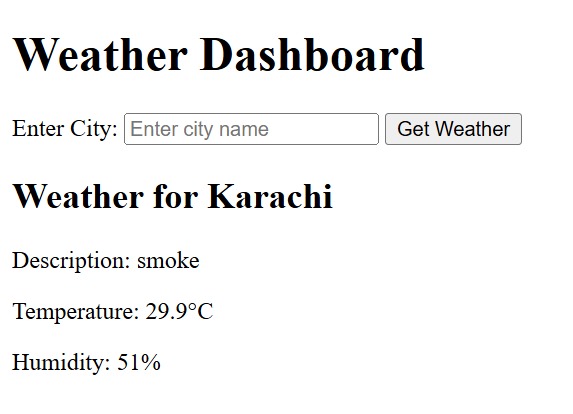 Weather Dashboard
Enter City: Enter city name Get Weather
Weather for Karachi
Description: smoke
Temperature: 29.9°C
Humidity: 51%